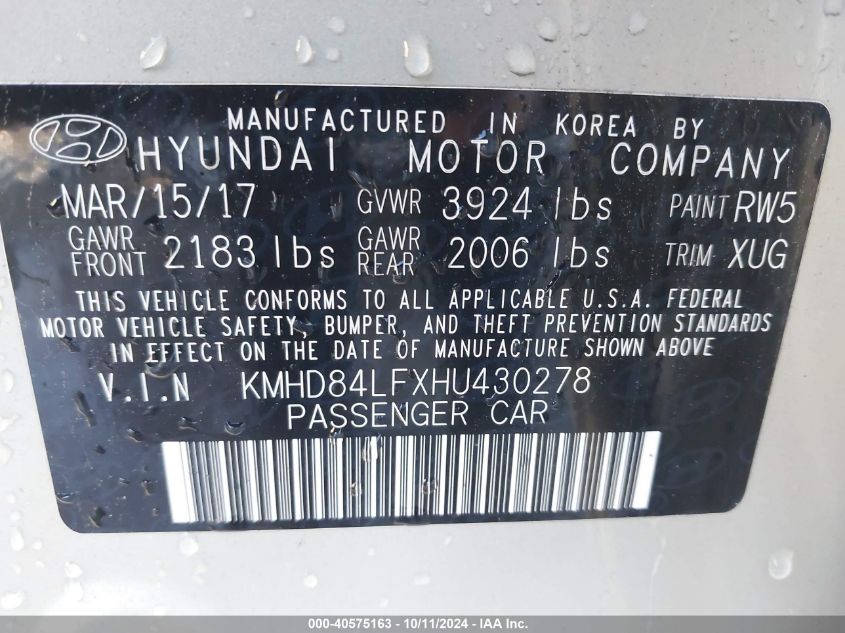 MANUFACTURED IN KOREA BY
HYUNDAI MOTOR COMPANY
MAR/15/17 GVWR 3924 lbs PAINT RW5
GAWR FRONT 2183 lbs GAWR REAR 2006 lbs TRIM XUG
THIS VEHICLE CONFORMS TO ALL APPLICABLE U.S.A. FEDERAL
MOTOR VEHICLE SAFETY, BUMPER, AND THEFT PREVENTION STANDARDS
IN EFFECT ON THE DATE OF MANUFACTURE SHOWN ABOVE
V.I.N KMHD84LFXHU430278
PASSENGER CAR
000-40575163 - 10/11/2024 - IAA Inc.